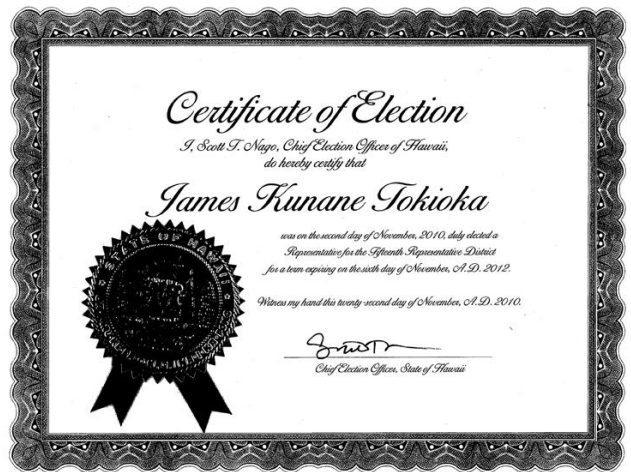 Certificate of Election
I, Scott T. Nago, Chief Election Officer of Hawaii,
do hereby certify that
James Kunane Tokioka
was on the second day of November, 2010, duly elected a
Representative for the Fifteenth Representative District
for a term expiring on the sixth day of November, A.D. 2012.
Witness my hand this twenty-second day of November, A.D. 2010.
Chief Election Officer, State of Hawaii
STATE OF HAWAII